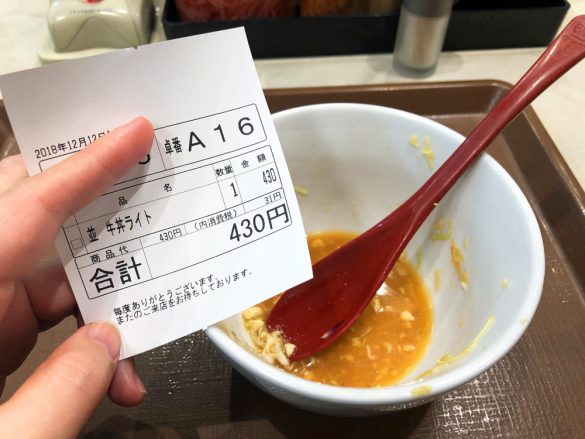 2018年12月12日
卓番 A16
品名 数量 金額
並 牛丼ライト 1 430
商品代 430円 (内消費税) 31円
合計 430円
毎度ありがとうございます。
またのご来店をお待ちしております。